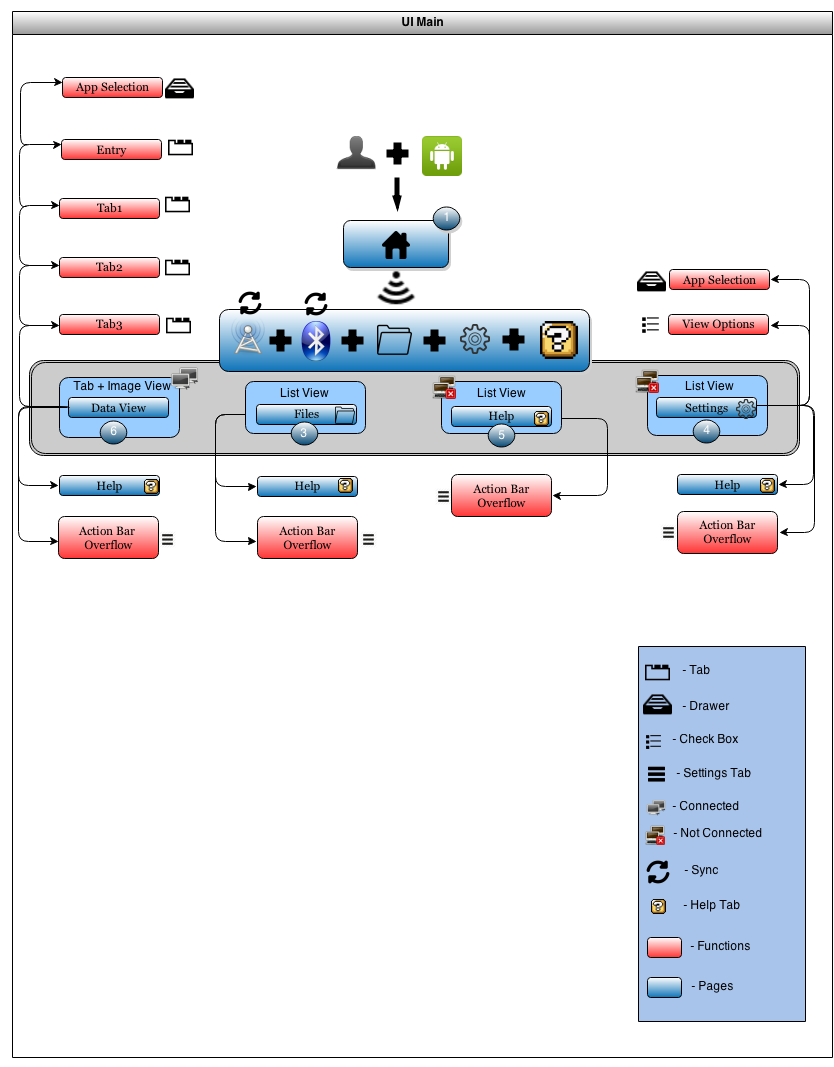 UI Main
App Selection
Entry
Tab1
Tab2
Tab3
1
App Selection
View Options
Tab + Image View
Data View
6
List View
Files
3
List View
Help
5
List View
Settings
4
Help
Action Bar
Overflow
Help
Action Bar
Overflow
Action Bar
Overflow
Help
Action Bar
Overflow
- Tab
- Drawer
- Check Box
- Settings Tab
- Connected
- Not Connected
- Sync
- Help Tab
- Functions
- Pages